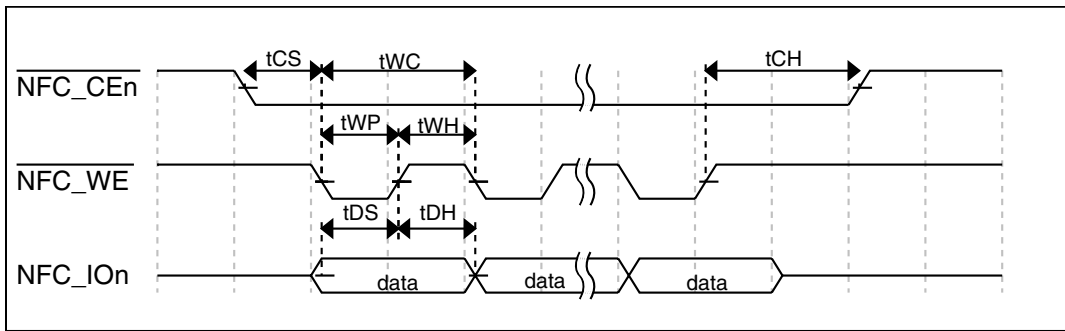 tCS tWC tCH
NFC_CEn
tWP tWH
NFC_WE
tDS tDH
NFC_IOn data data data